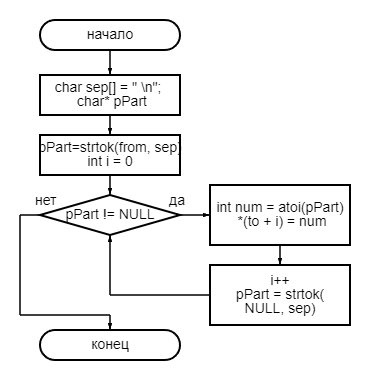 начало
char sep[] = " \n";
char* pPart
pPart=strtok(from, sep)
int i = 0
нет
да
pPart != NULL
int num = atoi(pPart)
*(to + i) = num
i++
pPart = strtok(
NULL, sep)
конец